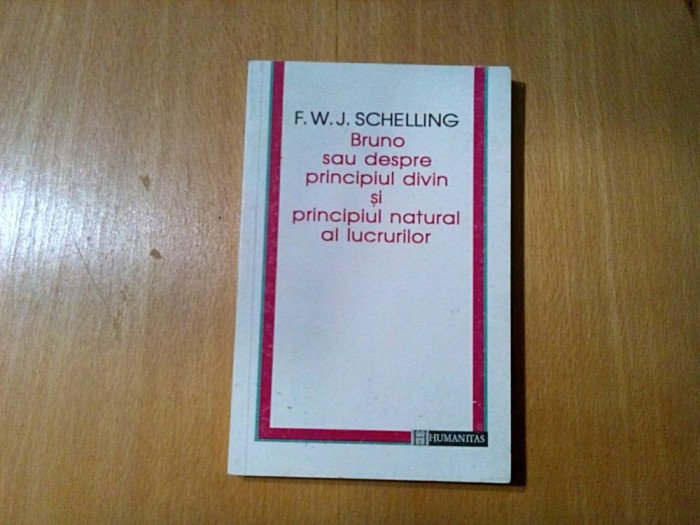 F. W. J. SCHELLING
Bruno
sau despre
principiul divin
și
principiul natural
al lucrurilor
HUMANITAS